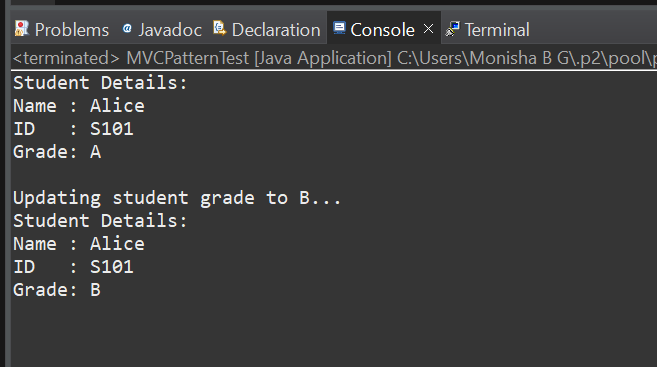 Problems Javadoc Declaration Console Terminal
<terminated> MVCPatternTest [Java Application] C:\Users\Monisha B G\.p2\pool\p
Student Details:
Name : Alice
ID   : S101
Grade: A
Updating student grade to B...
Student Details:
Name : Alice
ID   : S101
Grade: B